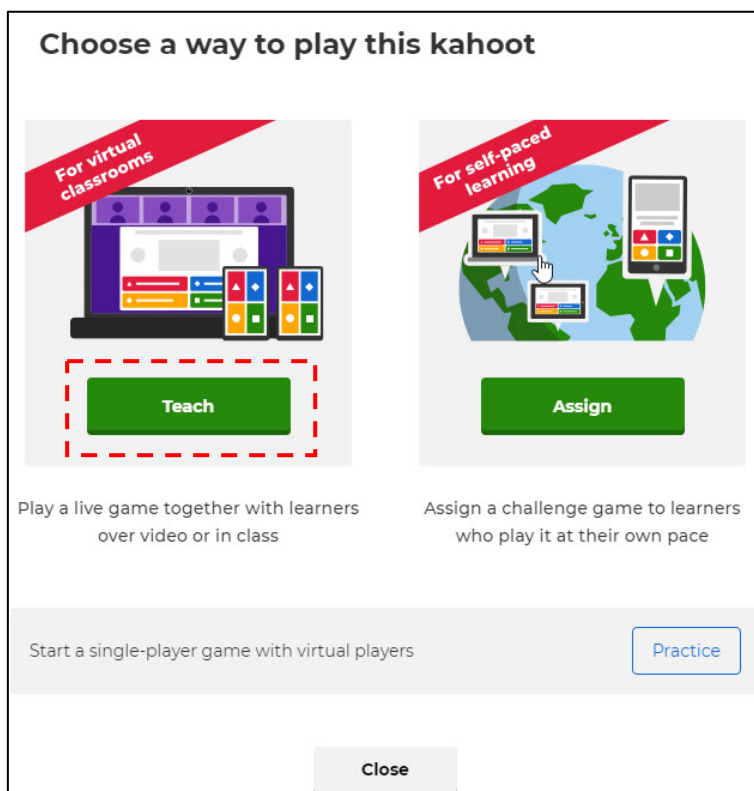 Choose a way to play this kahoot
For virtual
classrooms
For self-paced
learning
Teach
Assign
Play a live game together with learners
over video or in class
Assign a challenge game to learners
who play it at their own pace
Start a single-player game with virtual players
Practice
Close